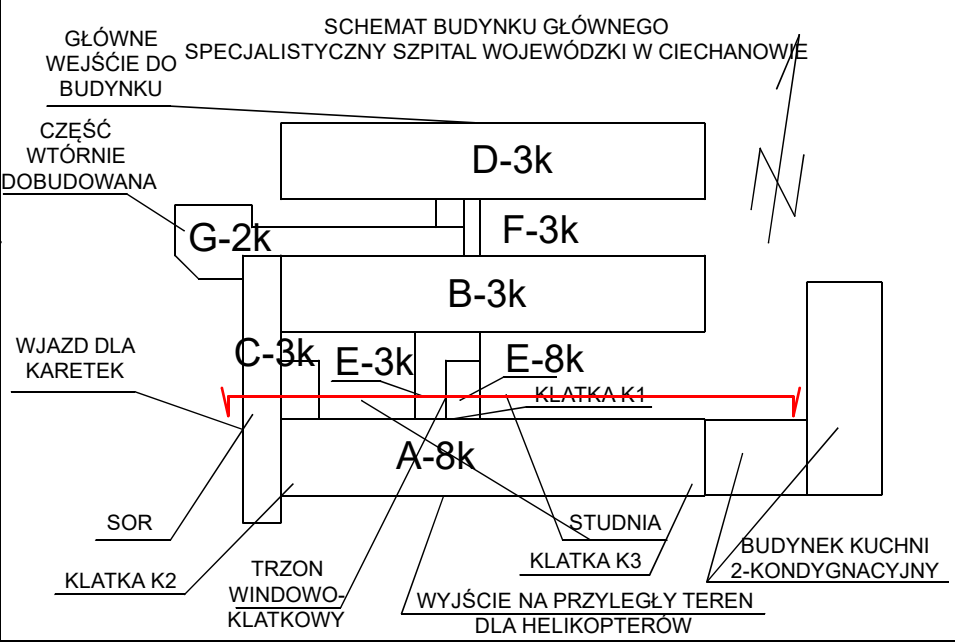 SCHEMAT BUDYNKU GŁÓWNEGO
SPECJALISTYCZNY SZPITAL WOJEWÓDZKI W CIECHANOWIE
GŁÓWNE
WEJŚĆIE DO
BUDYNKU
CZĘŚĆ
WTÓRNIE
DOBUDOWANA
D-3k
G-2k
F-3k
B-3k
WJAZD DLA
KARETEK
C-3k
E-3k
E-8k
KLATKA K1
A-8k
SOR
STUDNIA
KLATKA K2
TRZON
WINDOWO-
KLATKOWY
KLATKA K3
BUDYNEK KUCHNI
2-KONDYGNACYJNY
WYJŚCIE NA PRZYLEGŁY TEREN
DLA HELIKOPTERÓW